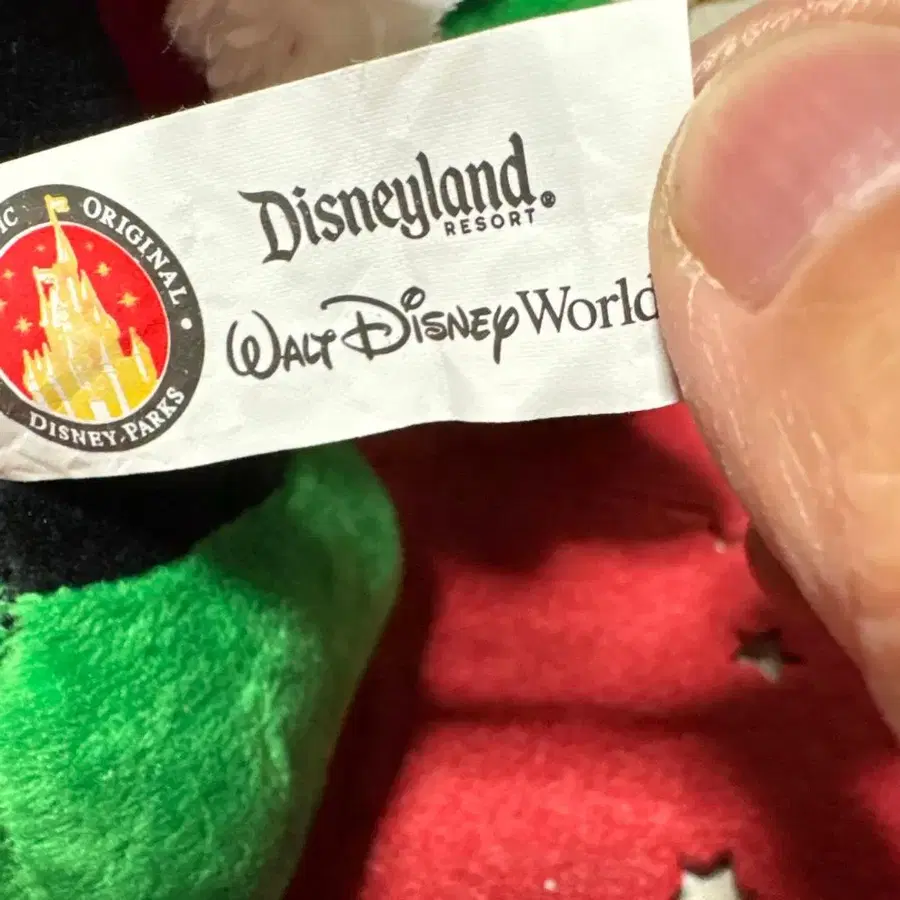 ORIGINAL
DISNEY PARKS
Disneyland®
RESORT
WALT DISNEY World